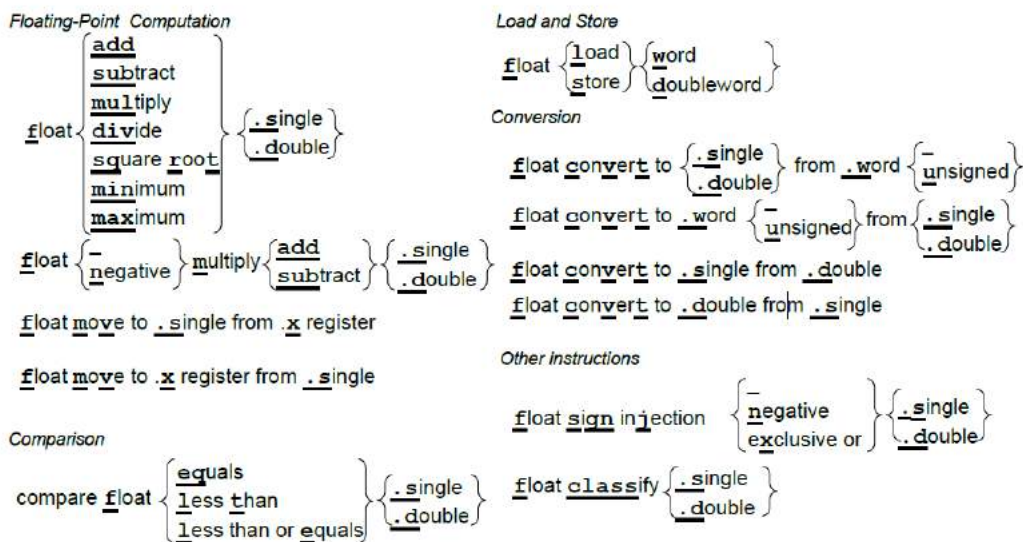 Floating-Point Computation
float
add
subtract
multiply
divide
square root
minimum
maximum
.single
.double
float
–
negative
multiply
add
subtract
.single
.double
float move to .single from .x register
float move to .x register from .single
Comparison
compare float
equals
less than
less than or equals
.single
.double
Load and Store
float
load
store
word
doubleword
Conversion
float convert to
.single
.double
from .word
–
unsigned
float convert to .word
–
unsigned
from
.single
.double
float convert to .single from .double
float convert to .double from .single
Other instructions
float sign injection
–
negative
exclusive or
.single
.double
float classify
.single
.double